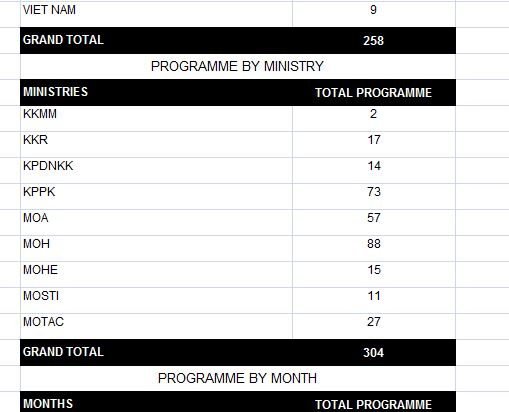 VIET NAM 9
GRAND TOTAL 258
PROGRAMME BY MINISTRY
MINISTRIES TOTAL PROGRAMME
KKMM 2
KKR 17
KPDNKK 14
KPPK 73
MOA 57
MOH 88
MOHE 15
MOSTI 11
MOTAC 27
GRAND TOTAL 304
PROGRAMME BY MONTH
MONTHS TOTAL PROGRAMME